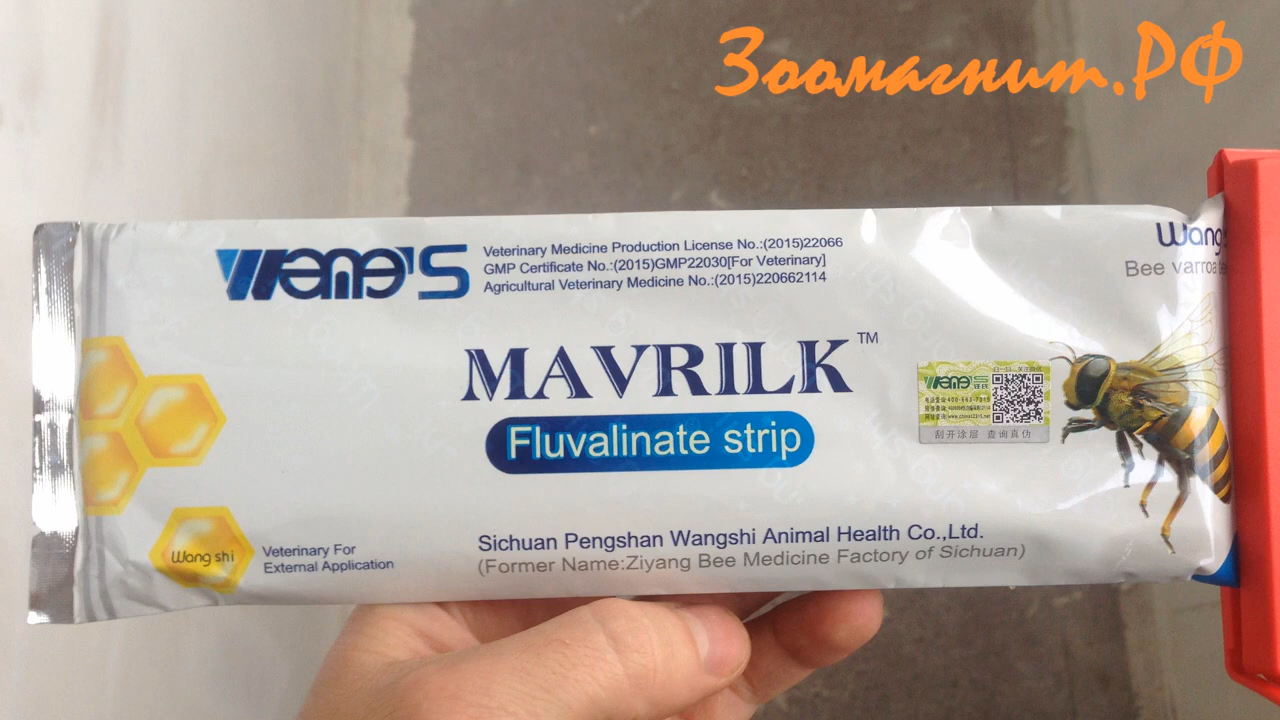 Зоомагнит.РФ
Wang'S
Veterinary Medicine Production License No.:(2015)22066
GMP Certificate No.:(2015)GMP22030[For Veterinary]
Agricultural Veterinary Medicine No.:(2015)220662114
Wang
Bee varroa
MAVRILK™
Fluvalinate strip
Wang'S
刮开涂层 查询真伪
Wang shi
Veterinary For
External Application
Sichuan Pengshan Wangshi Animal Health Co.,Ltd.
(Former Name:Ziyang Bee Medicine Factory of Sichuan)